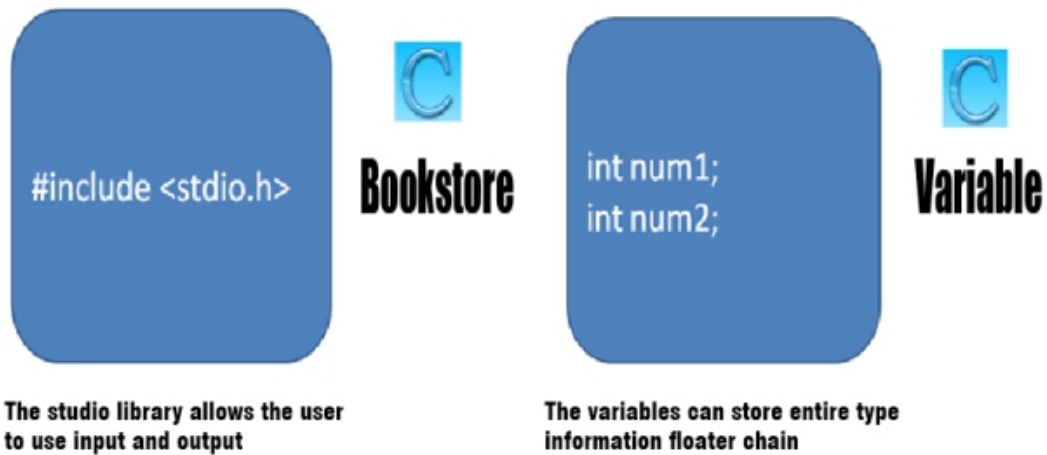 #include <stdio.h>
C
Bookstore
The studio library allows the user
to use input and output
int num1;
int num2;
C
Variable
The variables can store entire type
information floater chain